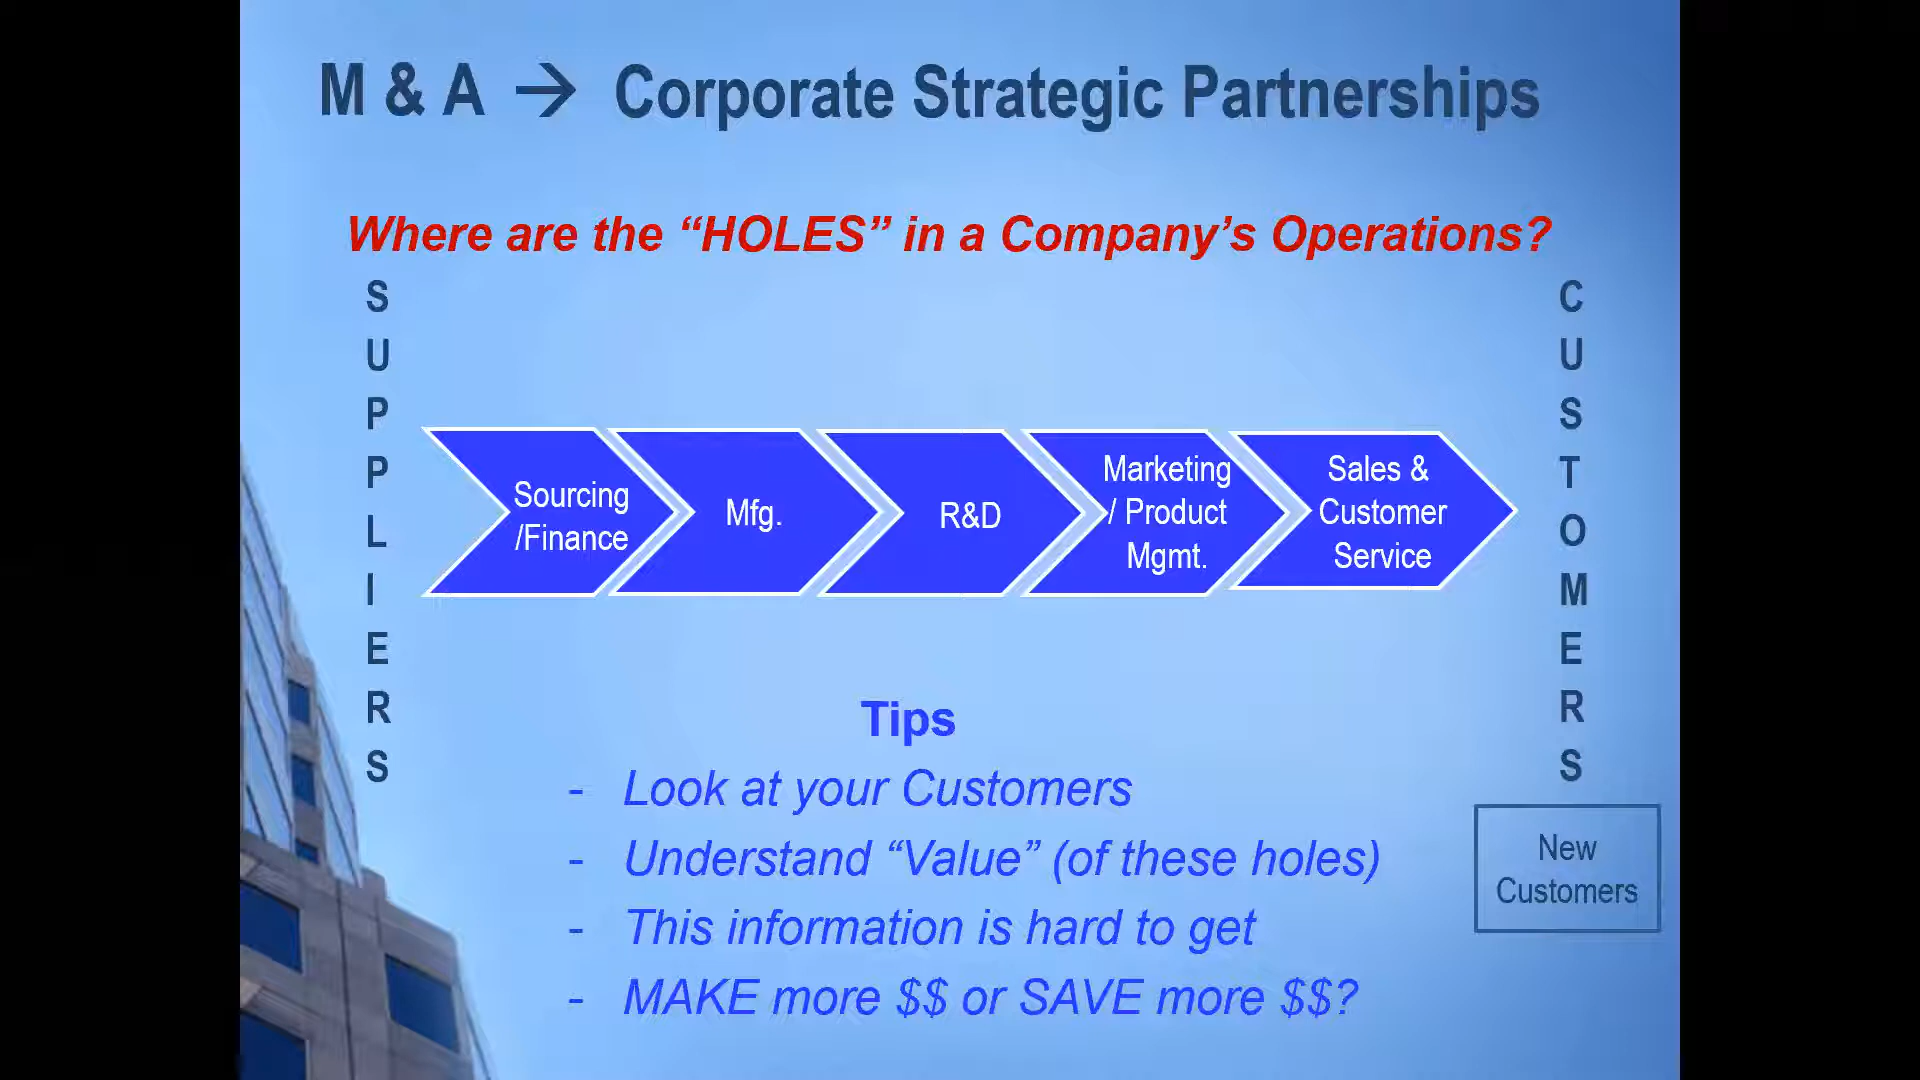 M & A → Corporate Strategic Partnerships
Where are the “HOLES” in a Company’s Operations?
SUPPLIERS
Sourcing
/Finance
Mfg.
R&D
Marketing
/ Product
Mgmt.
Sales &
Customer
Service
CUSTOMERS
New
Customers
Tips
- Look at your Customers
- Understand “Value” (of these holes)
- This information is hard to get
- MAKE more $$ or SAVE more $$?